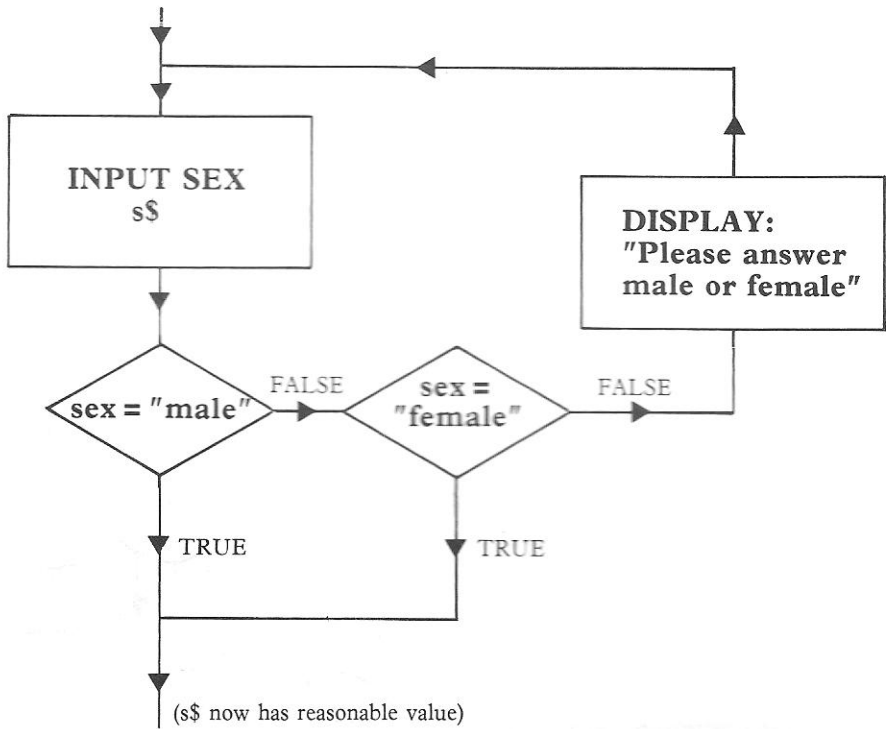 INPUT SEX
s$
DISPLAY:
"Please answer
male or female"
sex = "male"
FALSE
sex =
"female"
FALSE
TRUE
TRUE
(s$ now has reasonable value)